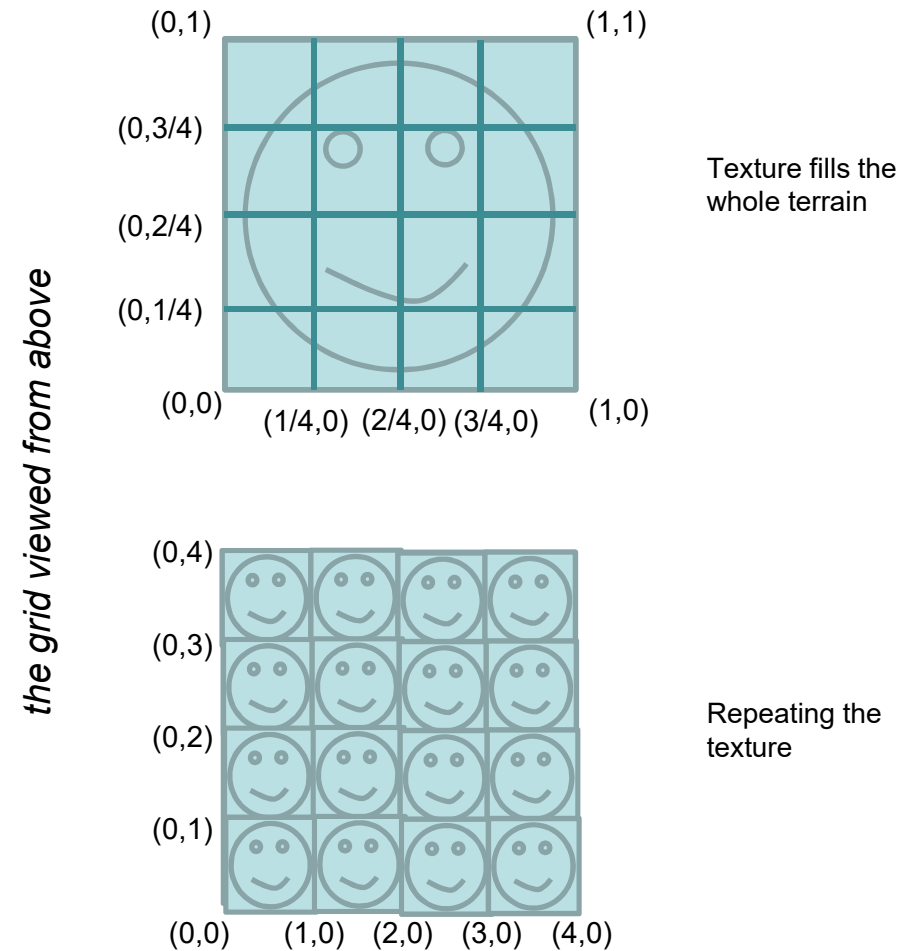 the grid viewed from above
(0,1)
(1,1)
(0,3/4)
(0,2/4)
(0,1/4)
(0,0)
(1/4,0) (2/4,0) (3/4,0)
(1,0)
Texture fills the
whole terrain
(0,4)
(0,3)
(0,2)
(0,1)
(0,0) (1,0) (2,0) (3,0) (4,0)
Repeating the
texture